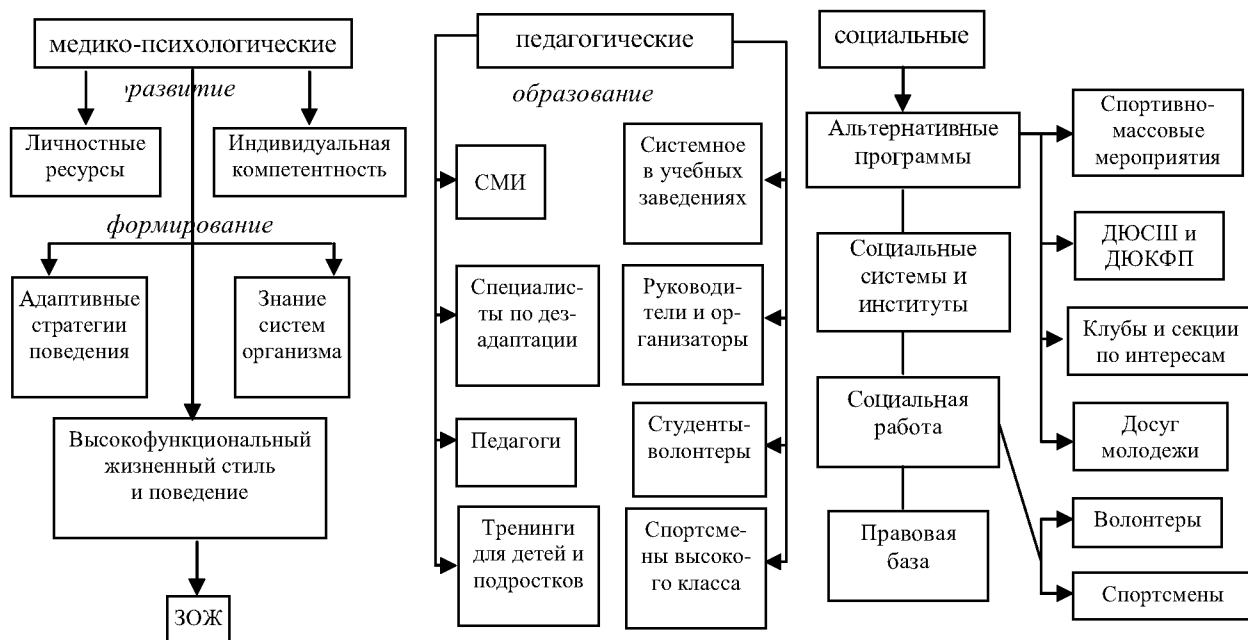 медико-психологические
развитие
Личностные
ресурсы
Индивидуальная
компетентность
формирование
Адаптивные
стратегии
поведения
Знание
систем
организма
Высокофункциональный
жизненный стиль
и поведение
ЗОЖ
педагогические
образование
СМИ
Системное
в учебных
заведениях
Специалис-
ты по дез-
адаптации
Руководи-
тели и ор-
ганизаторы
Педагоги
Студенты-
волонтеры
Тренинги
для детей и
подростков
Спортсме-
ны высоко-
го класса
социальные
Альтернативные
программы
Социальные
системы и
институты
Социальная
работа
Правовая
база
Спортивно-
массовые
мероприятия
ДЮСШ и
ДЮКФП
Клубы и секции
по интересам
Досуг
молодежи
Волонтеры
Спортсмены